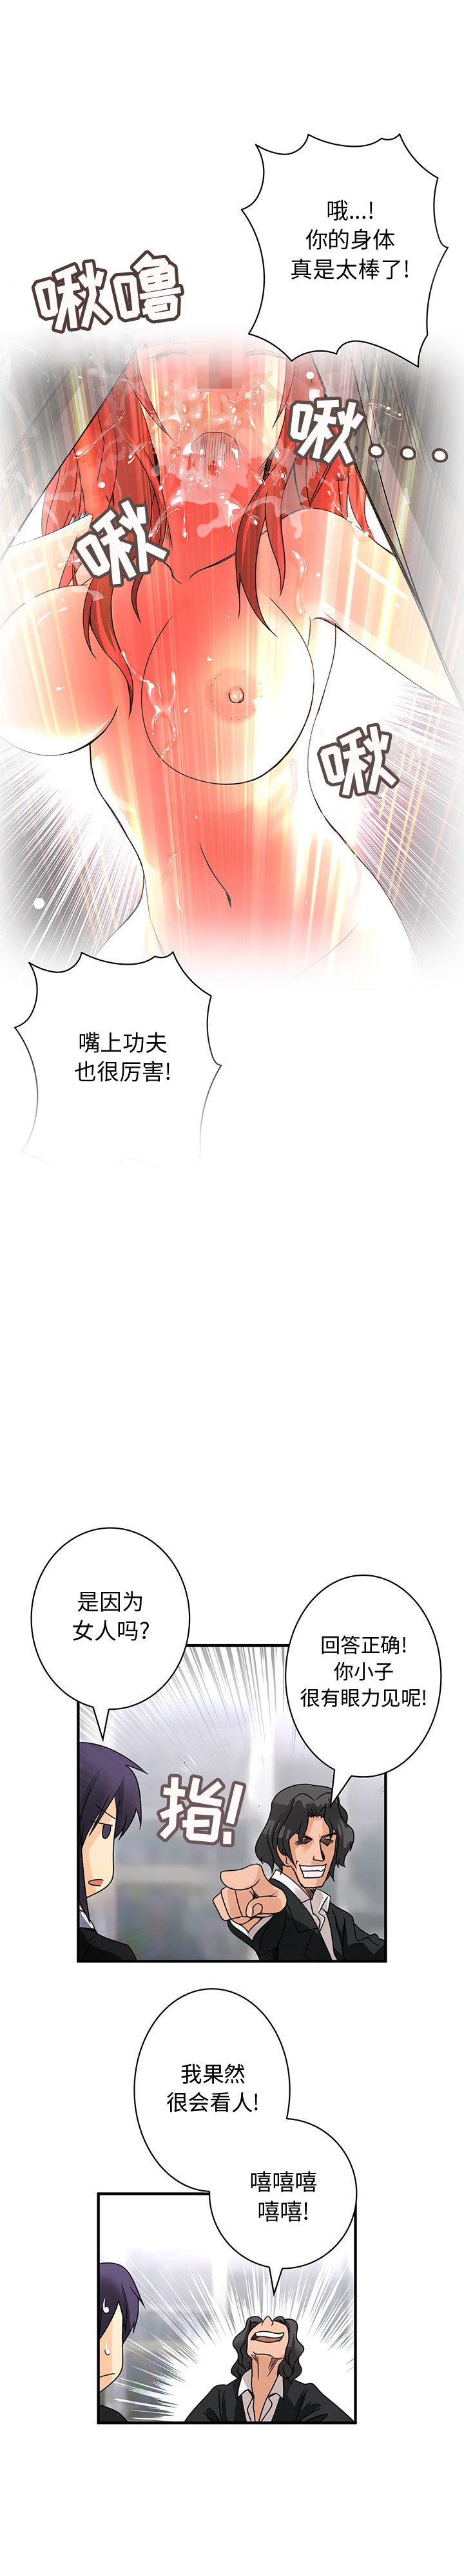 哦...!
你的身体
真是太棒了!
啾噜
啾...
啾
啾
嘴上功夫
也很厉害!
是因为
女人吗?
回答正确!
你小子
很有眼力见呢!
指!
我果然
很会看人!
嘻嘻嘻
嘻嘻!